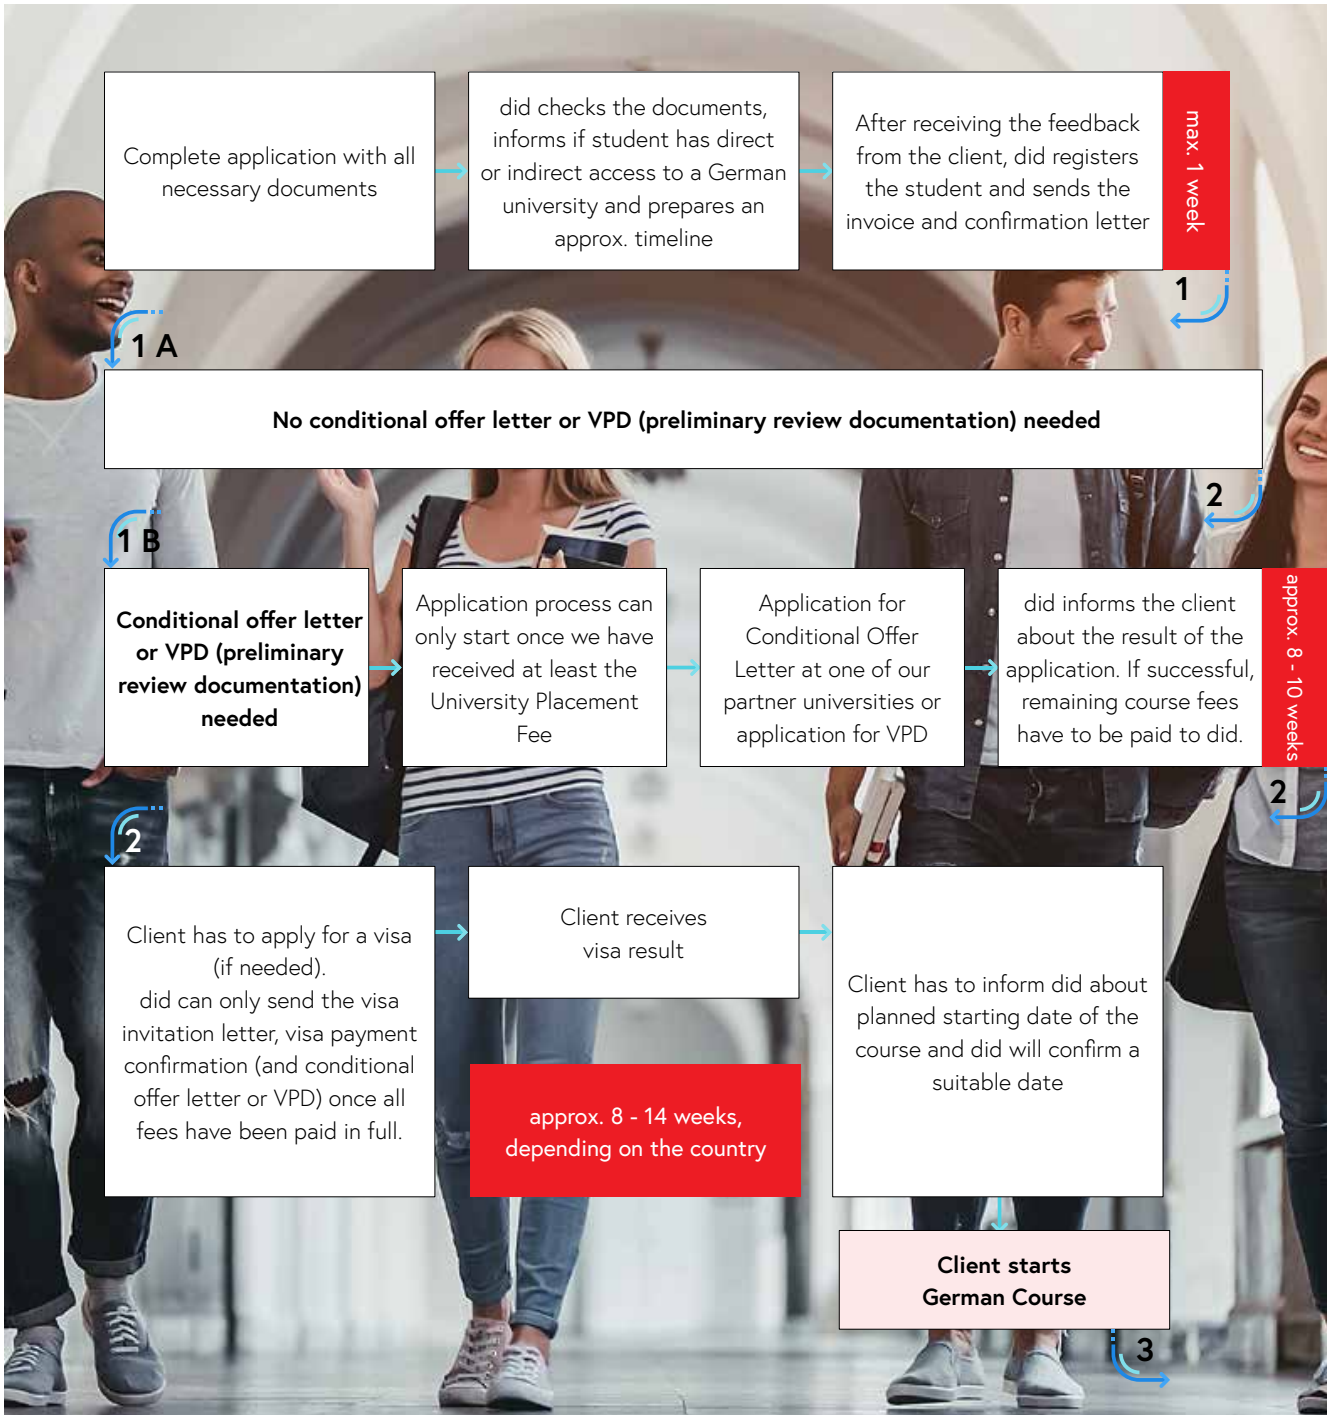 Complete application with all
necessary documents
did checks the documents,
informs if student has direct
or indirect access to a German
university and prepares an
approx. timeline
After receiving the feedback
from the client, did registers
the student and sends the
invoice and confirmation letter
max. 1 week
1
1 A
No conditional offer letter or VPD (preliminary review documentation) needed
2
1 B
Conditional offer letter
or VPD (preliminary
review documentation)
needed
Application process can
only start once we have
received at least the
University Placement
Fee
Application for
Conditional Offer
Letter at one of our
partner universities or
application for VPD
did informs the client
about the result of the
application. If successful,
remaining course fees
have to be paid to did.
approx. 8 - 10 weeks
2
2
Client has to apply for a visa
(if needed).
did can only send the visa
invitation letter, visa payment
confirmation (and conditional
offer letter or VPD) once all
fees have been paid in full.
Client receives
visa result
approx. 8 - 14 weeks,
depending on the country
Client has to inform did about
planned starting date of the
course and did will confirm a
suitable date
Client starts
German Course
3